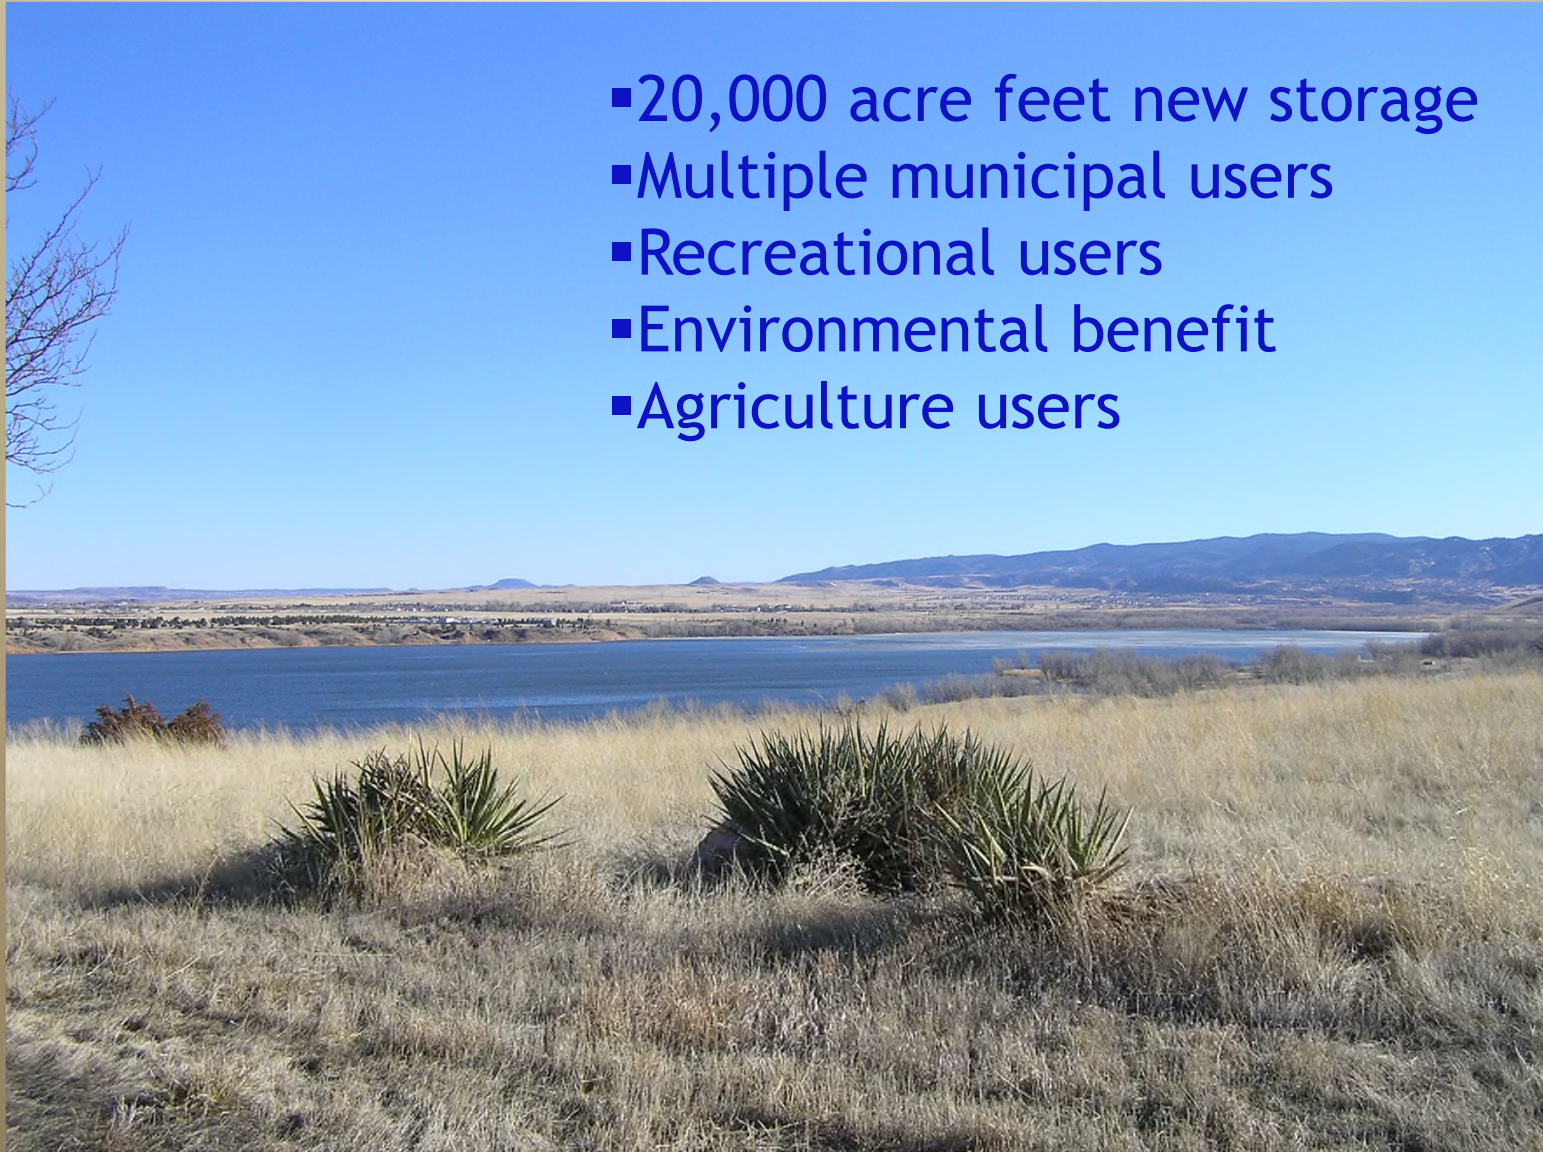 ▪20,000 acre feet new storage
▪Multiple municipal users
▪Recreational users
▪Environmental benefit
▪Agriculture users